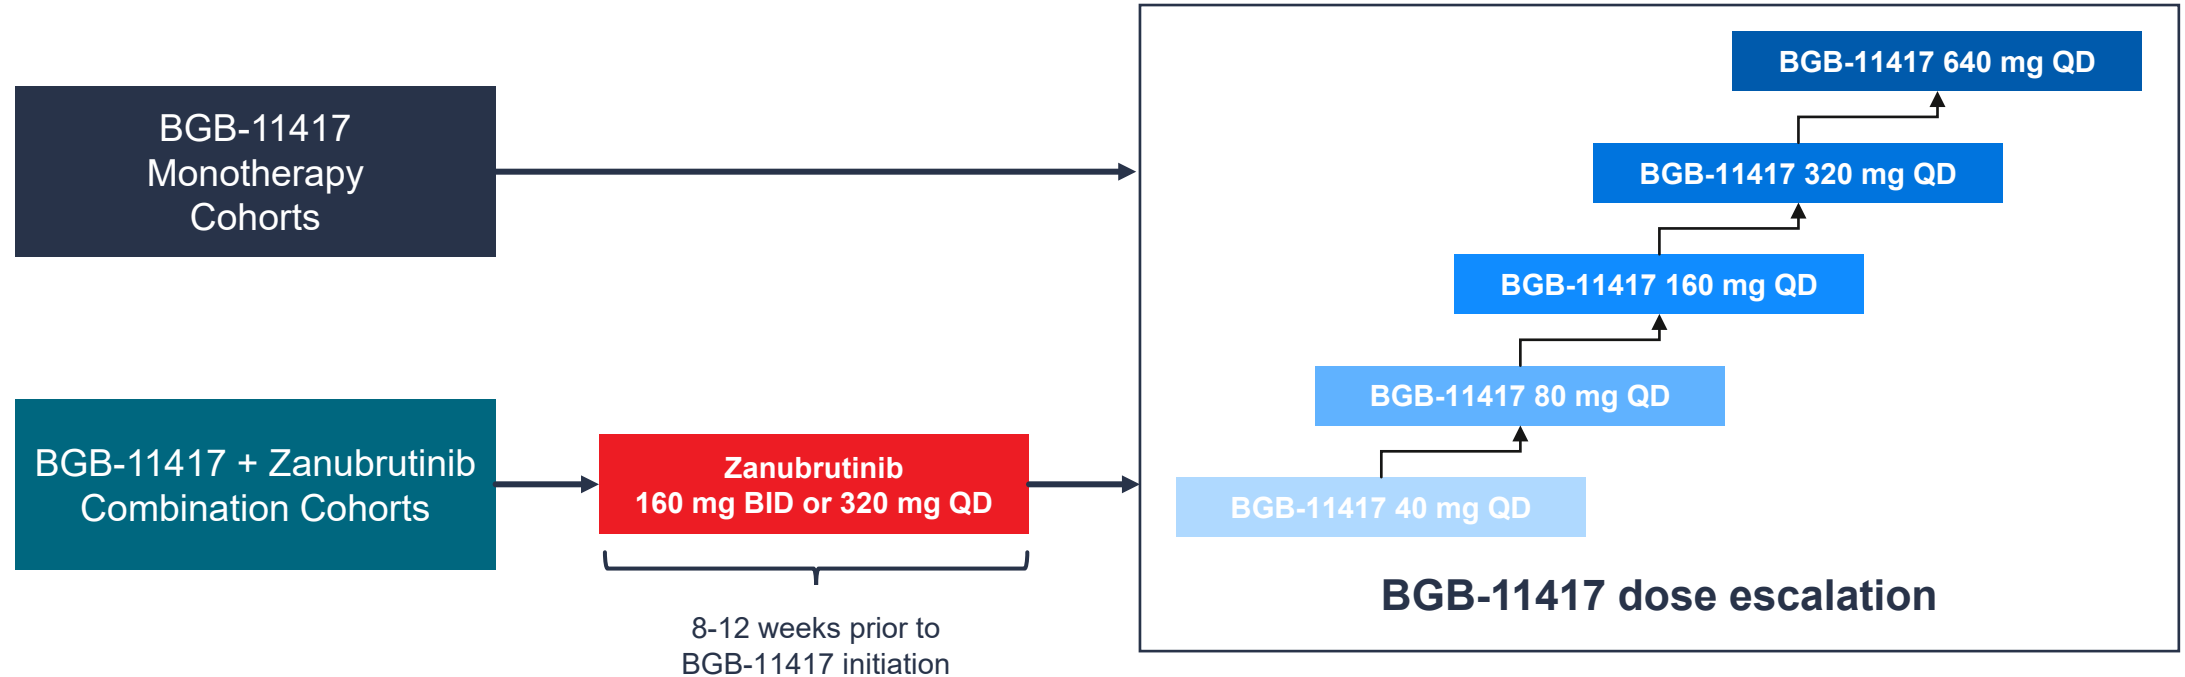 BGB-11417
Monotherapy
Cohorts
BGB-11417 + Zanubrutinib
Combination Cohorts
Zanubrutinib
160 mg BID or 320 mg QD
8-12 weeks prior to
BGB-11417 initiation
BGB-11417 640 mg QD
BGB-11417 320 mg QD
BGB-11417 160 mg QD
BGB-11417 80 mg QD
BGB-11417 40 mg QD
BGB-11417 dose escalation